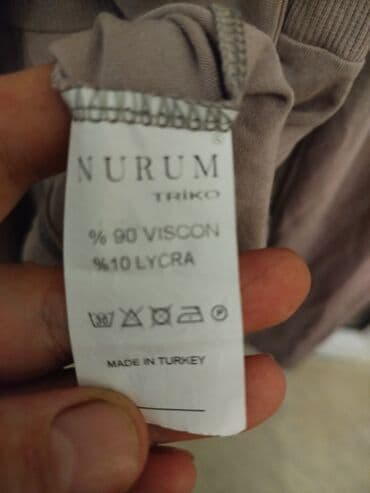 NURUM
TRİKO
% 90 VISCON
%10 LYCRA
MADE IN TURKEY